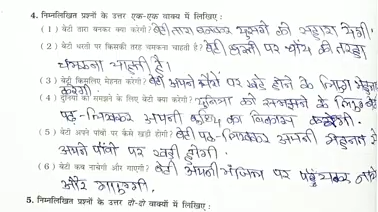 4. निम्नलिखित प्रश्नों के उत्तर एक-एक वाक्य में लिखिए :
( 1 ) बेटी तारा बनकर क्या करेगी? बेटी तारा बनकर दूसरों को सहारा देगी।
( 2 ) बेटी धरती पर किसकी तरह चमकना चाहती है? बेटी धरती पर चाँद की तरह
चमकना चाहती है।
( 3 ) बेटी किसलिए मेहनत करेगी? बेटी अपने पैरों पर खड़े होने के लिए मेहनत
करेगी।
( 4 ) दुनिया को समझने के लिए बेटी क्या करेगी? दुनिया को समझने के लिए बेटी
पढ़-लिखकर अपनी बुद्धि का विकास करेगी।
( 5 ) बेटी अपने पाँवों पर कैसे खड़ी होगी? बेटी पढ़-लिखकर अपनी मेहनत से
अपने पाँवों पर खड़ी होगी।
( 6 ) बेटी कब नाचेगी और गाएगी? बेटी अपनी मंजिल पर पहुँचकर नाचेगी
और गाएगी।
5. निम्नलिखित प्रश्नों के उत्तर दो-दो वाक्यों में लिखिए :